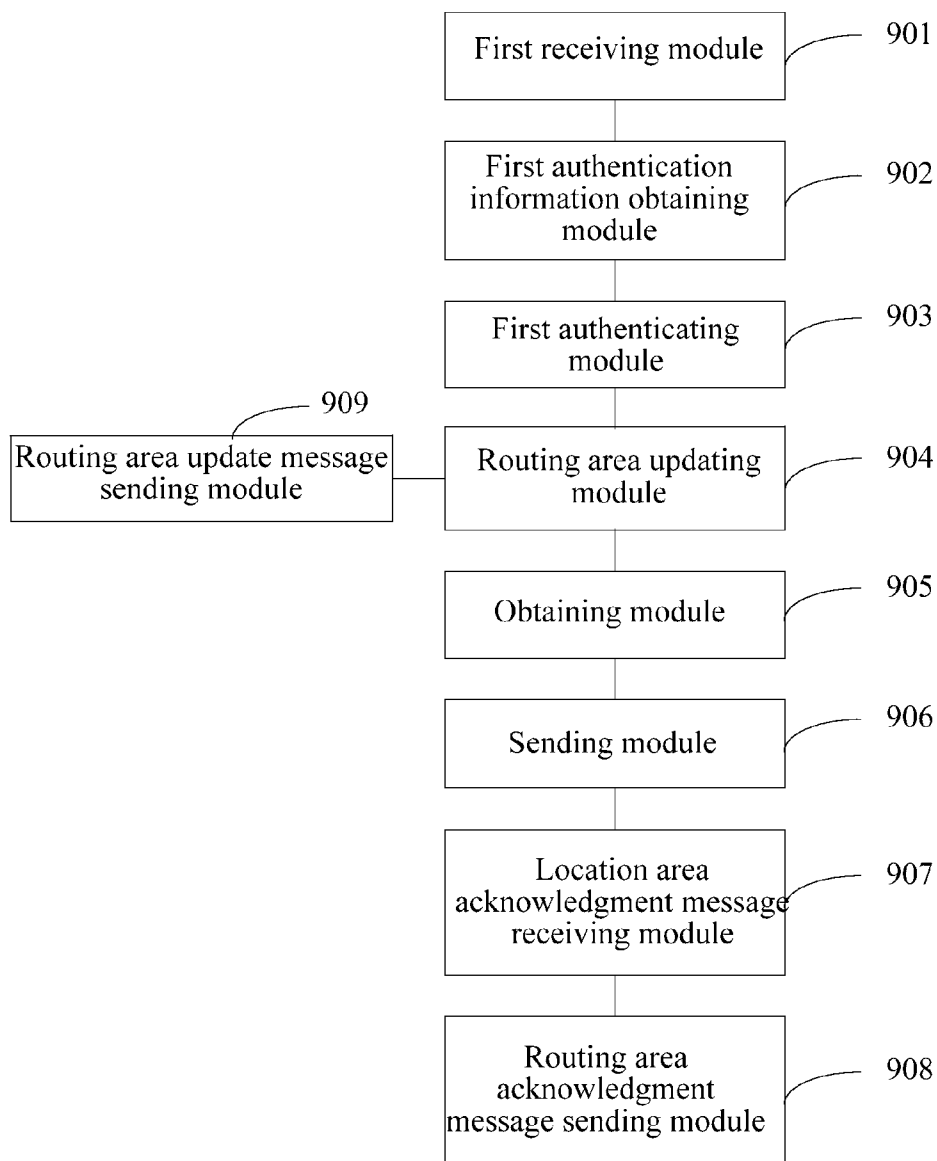 First receiving module
901
First authentication
information obtaining
module
902
First authenticating
module
903
909
Routing area update message
sending module
Routing area updating
module
904
Obtaining module
905
Sending module
906
Location area
acknowledgment message
receiving module
907
Routing area
acknowledgment
message sending module
908